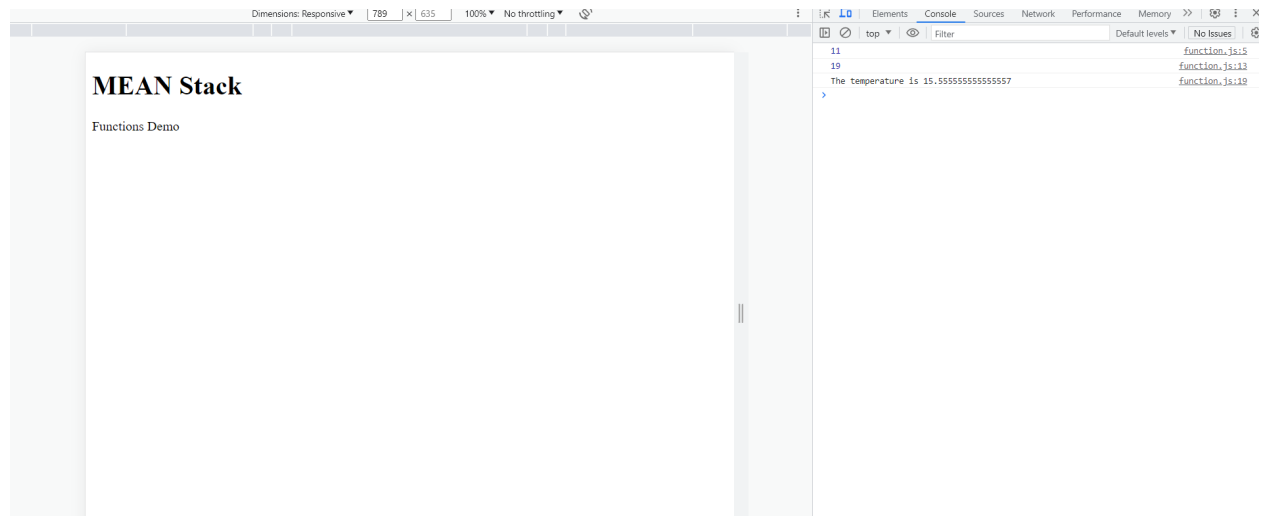 Dimensions: Responsive 789 × 635 100% No throttling
Elements Console Sources Network Performance Memory
top Filter Default levels No Issues
11 function.js:5
19 function.js:13
The temperature is 15.555555555555557 function.js:19
MEAN Stack
Functions Demo